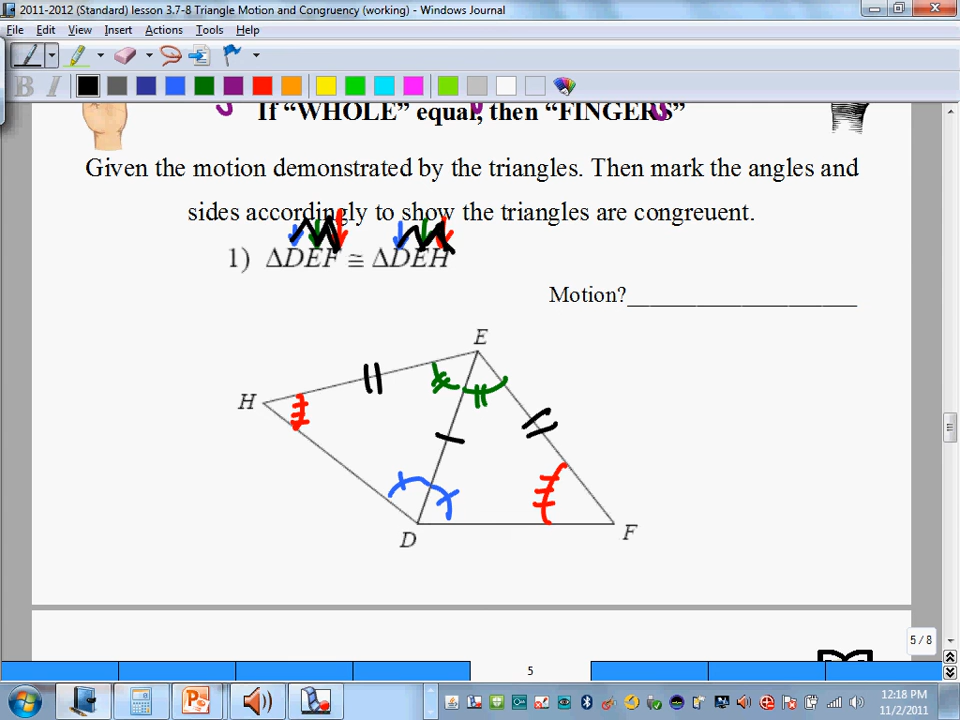 2011-2012 (Standard) lesson 3.7-8 Triangle Motion and Congruency (working) - Windows Journal
File Edit View Insert Actions Tools Help
B I
If “WHOLE” equal, then “FINGERS”
Given the motion demonstrated by the triangles. Then mark the angles and
sides accordingly to show the triangles are congreuent.
1) ΔDEF ≅ ΔDEH
Motion?____________________
E
H
D
F
5 / 8
5
12:18 PM
11/2/2011